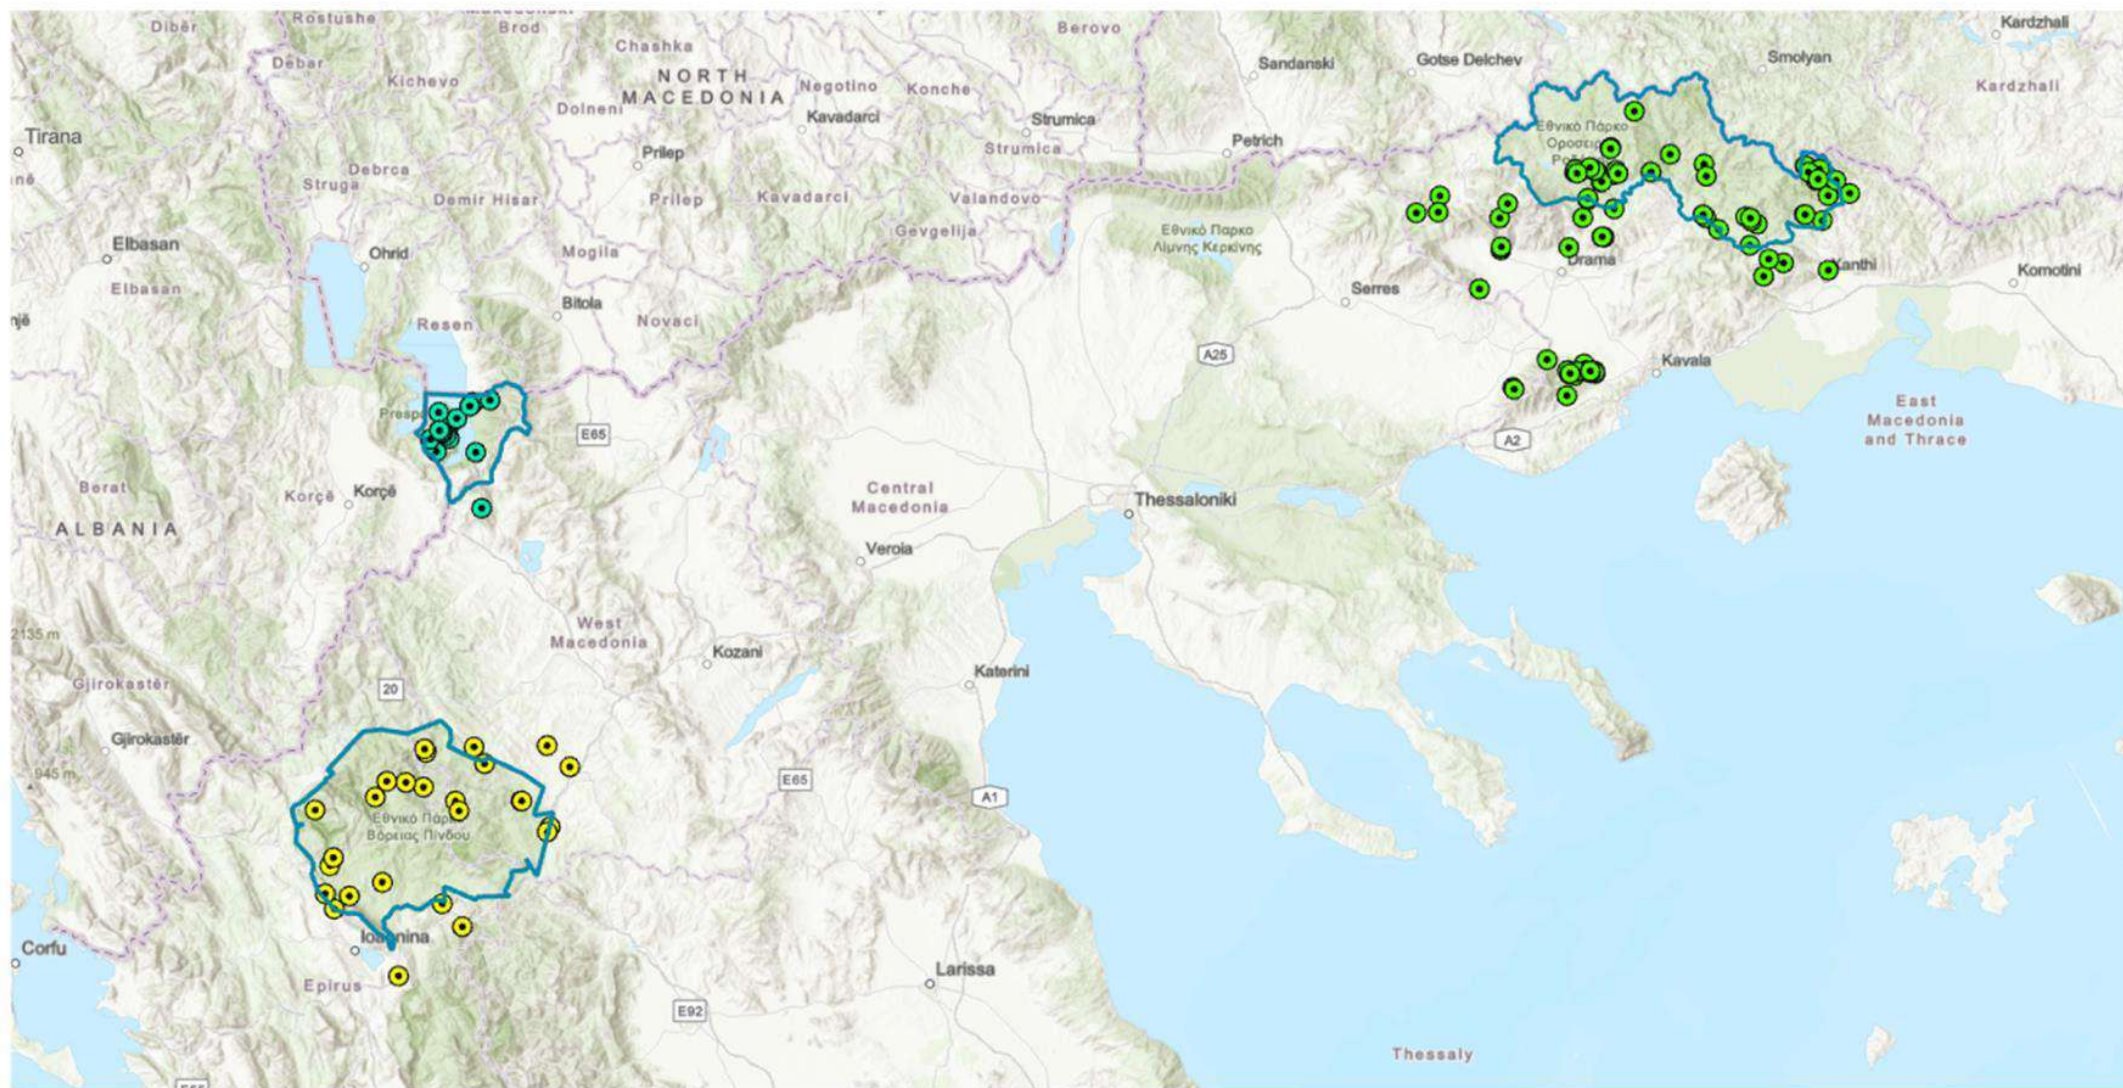 Dibër
Rostushe
Brod
Berovo
Kardzhali
Chashka
Debar
Kichevo
NORTH
MACEDONIA
Negotino
Konche
Sandanski
Gotse Delchev
Smolyan
Kardzhali
Dolneni
Kavadarci
Strumica
Tirana
Prilep
Strumica
Petrich
Εθνικό Πάρκο
Debrca
Struga
Demir Hisar
Prilep
Kavadarci
Valandovo
Gevgelija
Εθνικό Παρκο
Λίμνης Κερκίνης
Elbasan
Ohrid
Mogila
Drama
Xanthi
Komotini
Elbasan
Serres
Bitola
Resen
Novaci
A25
Kavala
East
Macedonia
and Thrace
E65
A2
Berat
Korçë
Korçë
Central
Macedonia
Thessaloniki
ALBANIA
Veroia
West
Macedonia
2135 m
Kozani
Katerini
Gjirokastër
20
Gjirokastër
945 m
E65
A1
Εθνικό Πάρκο
Βόρειας Πίνδου
Ioannina
Corfu
Larissa
Epirus
E92
Thessaly